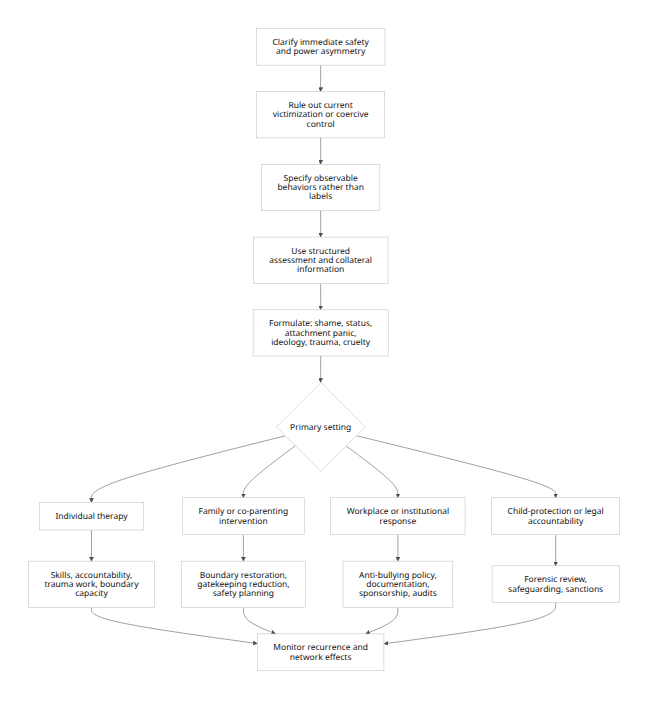 Clarify immediate safety
and power asymmetry
Rule out current
victimization or coercive
control
Specify observable
behaviors rather than
labels
Use structured
assessment and collateral
information
Formulate: shame, status,
attachment panic,
ideology, trauma, cruelty
Primary setting
Individual therapy
Family or co-parenting
intervention
Workplace or institutional
response
Child-protection or legal
accountability
Skills, accountability,
trauma work, boundary
capacity
Boundary restoration,
gatekeeping reduction,
safety planning
Anti-bullying policy,
documentation,
sponsorship, audits
Forensic review,
safeguarding, sanctions
Monitor recurrence and
network effects